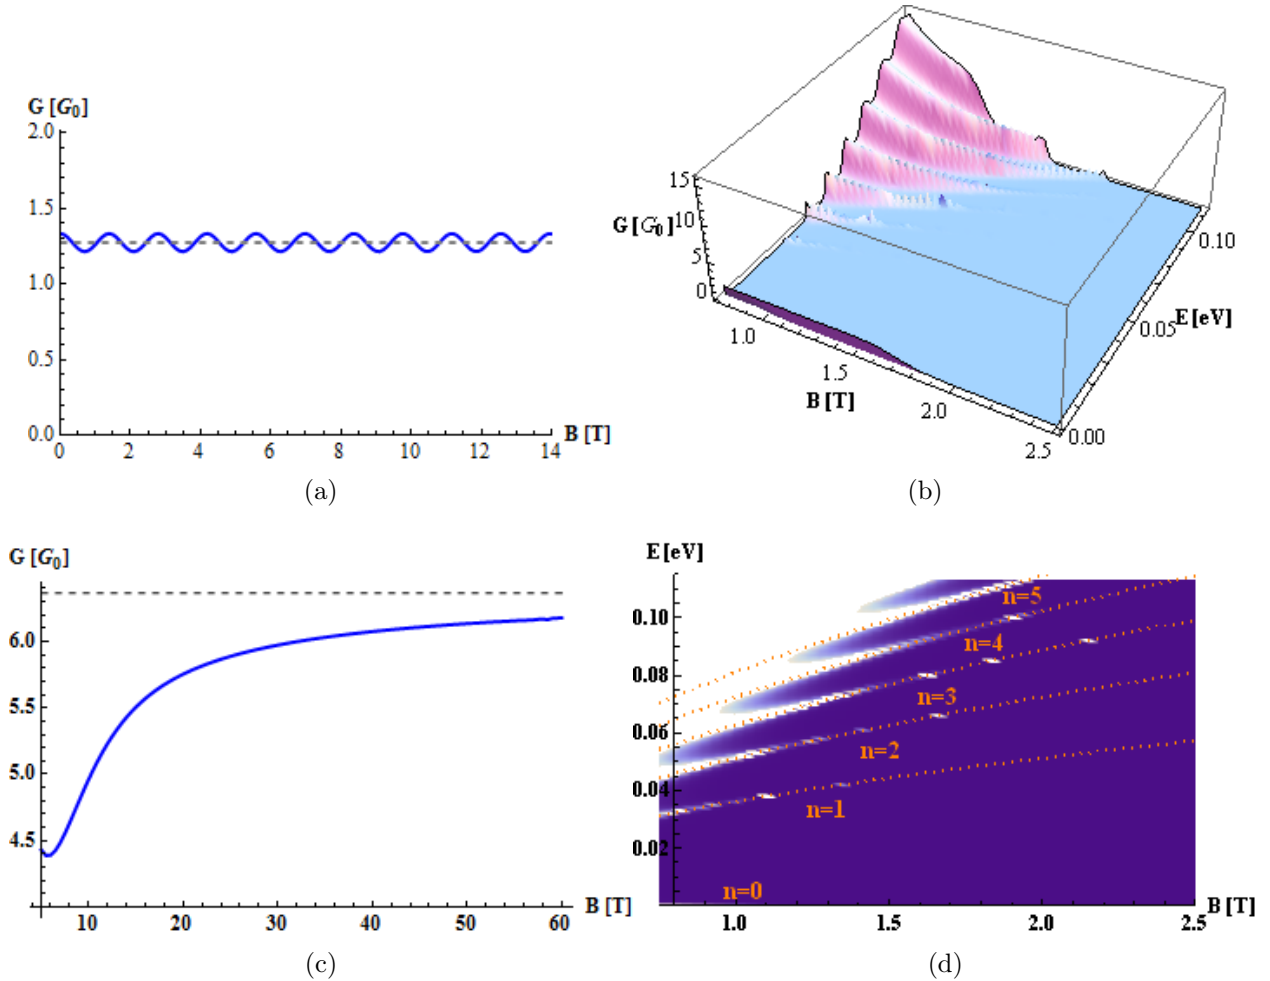 G [G₀]
2.0
1.5
1.0
0.5
0.0
0 2 4 6 8 10 12 14
B [T]
(a)
G [G₀]
15
10
5
0
1.0
1.5
2.0
2.5
B [T]
0.00
0.05
0.10
E [eV]
(b)
G [G₀]
6.0
5.5
5.0
4.5
10 20 30 40 50 60
B [T]
(c)
E [eV]
0.10
0.08
0.06
0.04
0.02
n=5
n=4
n=3
n=2
n=1
n=0
1.0 1.5 2.0 2.5
B [T]
(d)